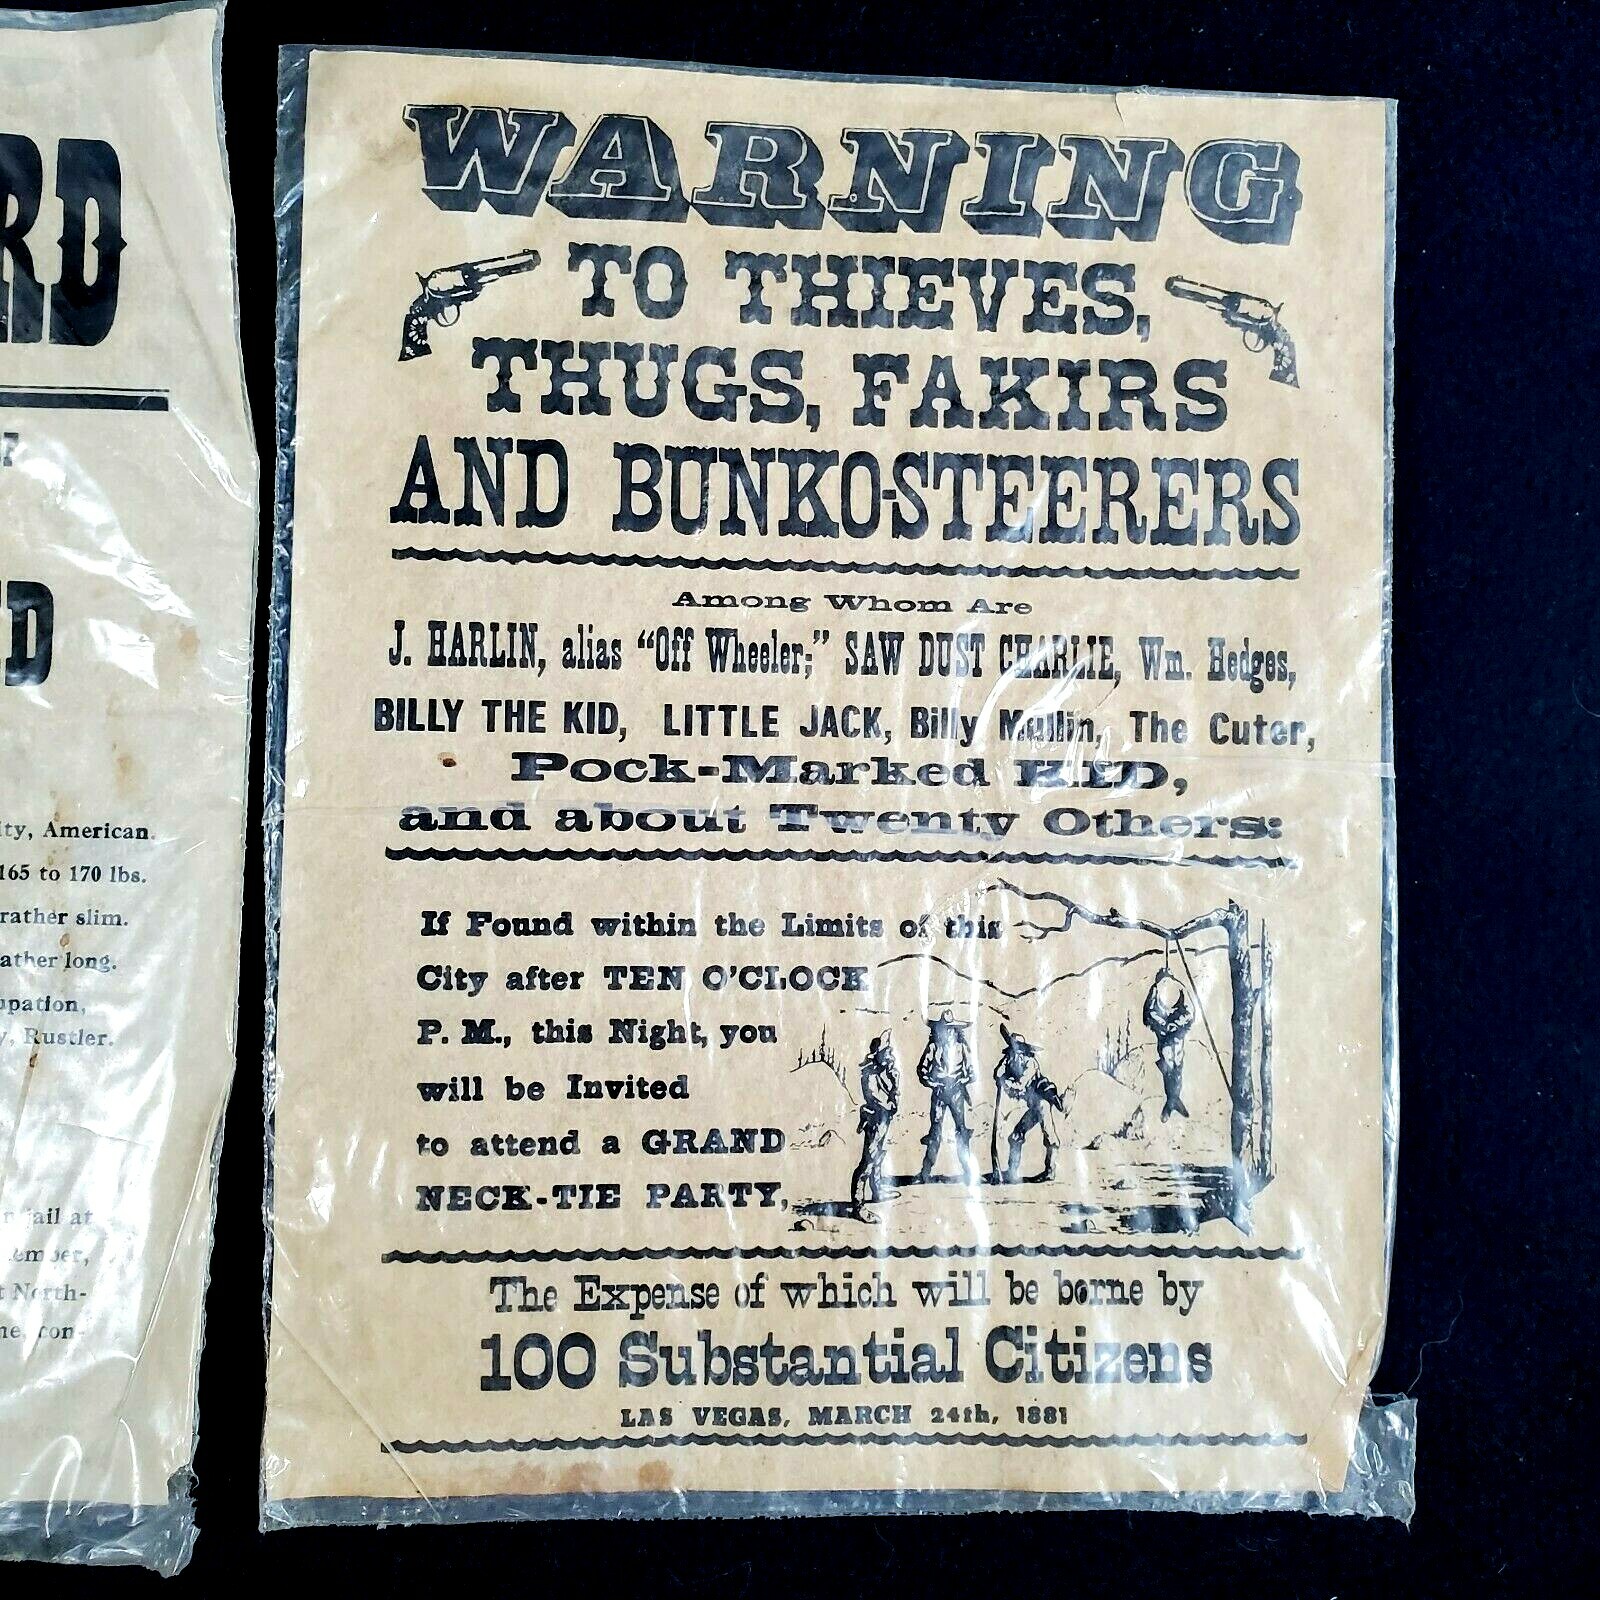 RD
D
ity, American.
165 to 170 lbs.
rather slim.
ather long.
upation,
y, Rustler.
jail at
ember,
t North-
ne, con-
WARNING
TO THIEVES,
THUGS, FAKIRS
AND BUNKO-STEERERS
Among Whom Are
J. HARLIN, alias "Off Wheeler;" SAW DUST CHARLIE, Wm. Hedges,
BILLY THE KID, LITTLE JACK, Billy Mullin, The Cuter,
Pock-Marked KID,
and about Twenty Others:
If Found within the Limits of this
City after TEN O'CLOCK
P. M., this Night, you
will be Invited
to attend a GRAND
NECK-TIE PARTY,
The Expense of which will be borne by
100 Substantial Citizens
LAS VEGAS, MARCH 24th, 1881